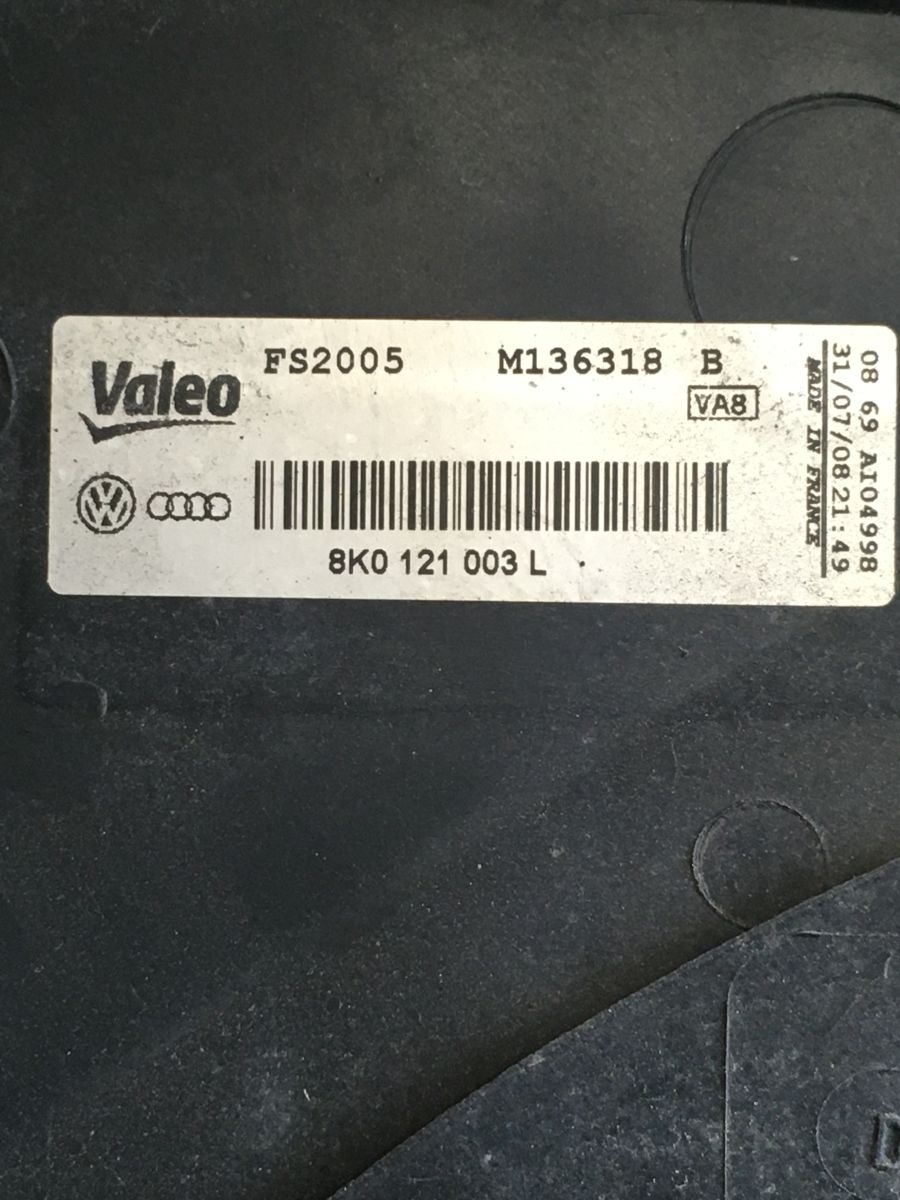 Valeo
FS2005 M136318 B
VA8
8K0 121 003 L
MADE IN FRANCE
31/07/08 21:49
08 69 AI04998